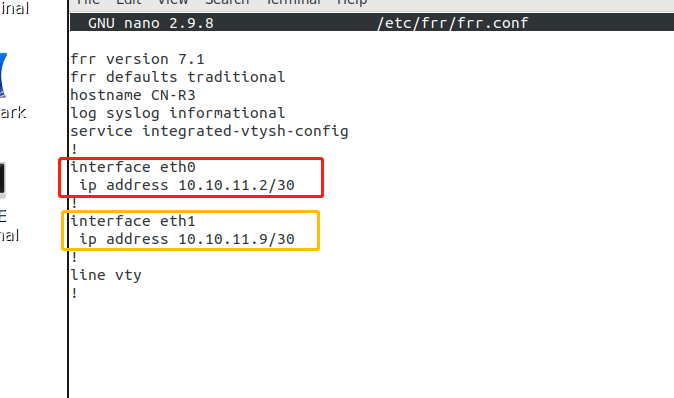 File Edit View Search Terminal Help
inal
GNU nano 2.9.8 /etc/frr/frr.conf
frr version 7.1
frr defaults traditional
hostname CN-R3
log syslog informational
service integrated-vtysh-config
!
interface eth0
ip address 10.10.11.2/30
!
interface eth1
ip address 10.10.11.9/30
!
line vty
!
ark
E
nal